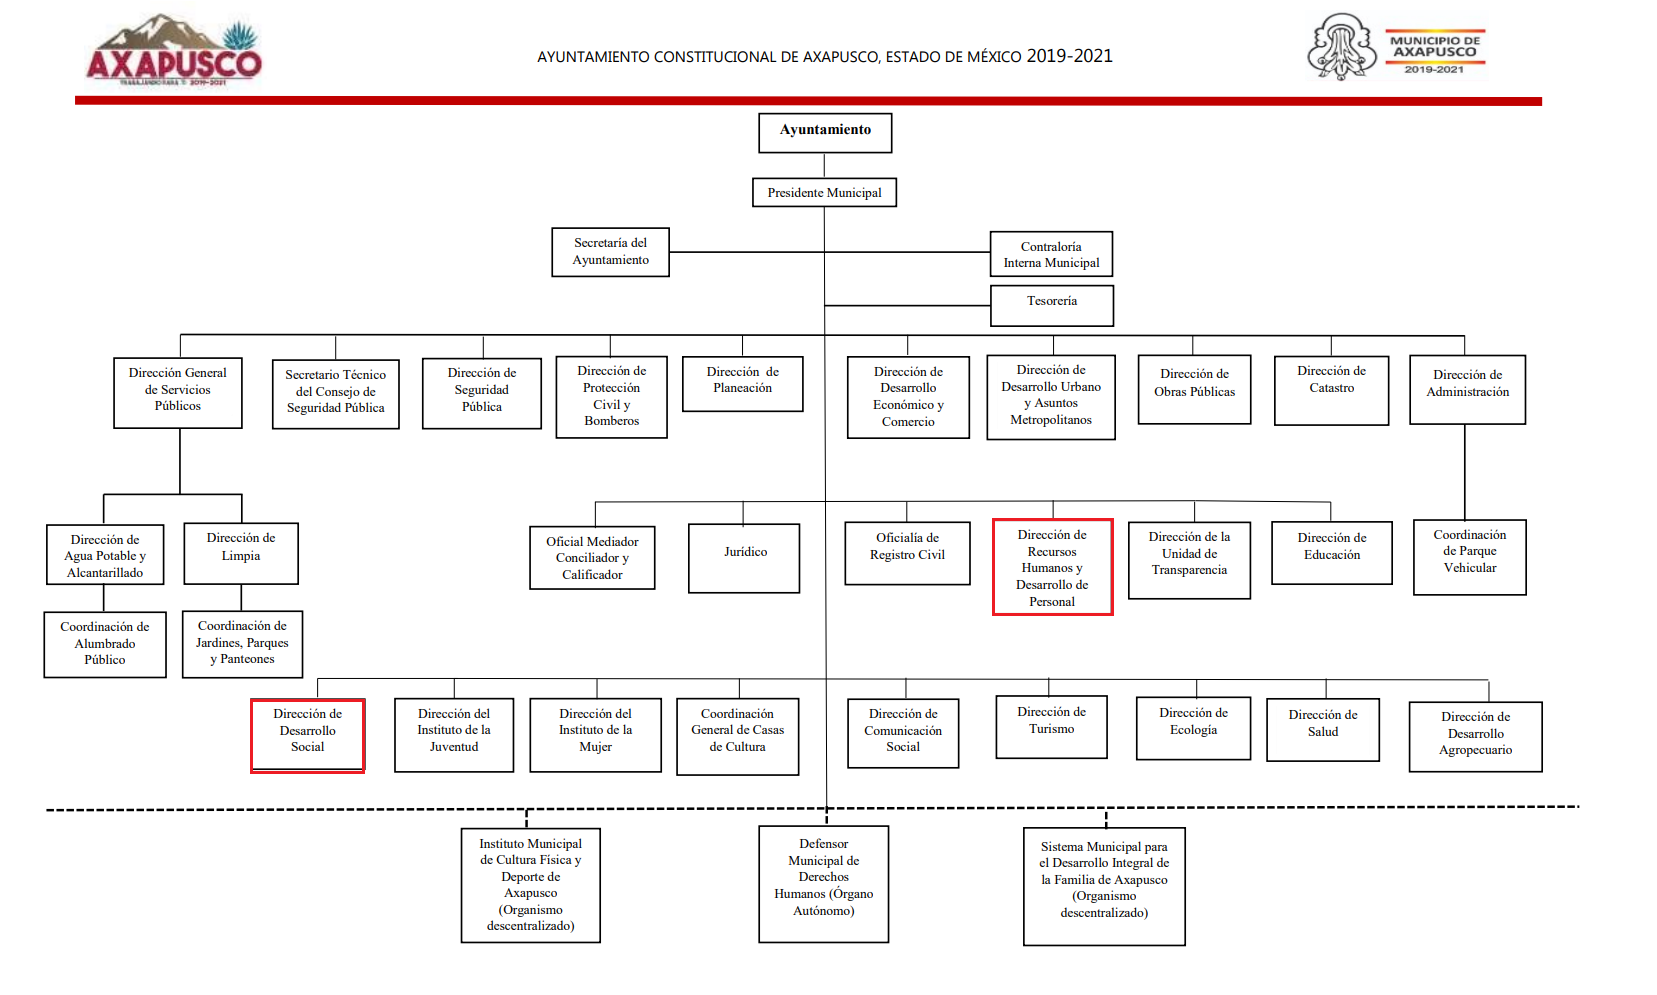 AXAPUSCO
TRABAJANDO PARA TI 2019-2021
AYUNTAMIENTO CONSTITUCIONAL DE AXAPUSCO, ESTADO DE MÉXICO 2019-2021
MUNICIPIO DE
AXAPUSCO
2019-2021
Ayuntamiento
Presidente Municipal
Secretaría del
Ayuntamiento
Contraloría
Interna Municipal
Tesorería
Dirección General
de Servicios
Públicos
Secretario Técnico
del Consejo de
Seguridad Pública
Dirección de
Seguridad
Pública
Dirección de
Protección
Civil y
Bomberos
Dirección de
Planeación
Dirección de
Desarrollo
Económico y
Comercio
Dirección de
Desarrollo Urbano
y Asuntos
Metropolitanos
Dirección de
Obras Públicas
Dirección de
Catastro
Dirección de
Administración
Dirección de
Agua Potable y
Alcantarillado
Dirección de
Limpia
Oficial Mediador
Conciliador y
Calificador
Jurídico
Oficialía de
Registro Civil
Dirección de
Recursos
Humanos y
Desarrollo de
Personal
Dirección de la
Unidad de
Transparencia
Dirección de
Educación
Coordinación
de Parque
Vehicular
Coordinación de
Alumbrado
Público
Coordinación de
Jardines, Parques
y Panteones
Dirección de
Desarrollo
Social
Dirección del
Instituto de la
Juventud
Dirección del
Instituto de la
Mujer
Coordinación
General de Casas
de Cultura
Dirección de
Comunicación
Social
Dirección de
Turismo
Dirección de
Ecología
Dirección de
Salud
Dirección de
Desarrollo
Agropecuario
Instituto Municipal
de Cultura Física y
Deporte de
Axapusco
(Organismo
descentralizado)
Defensor
Municipal de
Derechos
Humanos (Órgano
Autónomo)
Sistema Municipal para
el Desarrollo Integral de
la Familia de Axapusco
(Organismo
descentralizado)